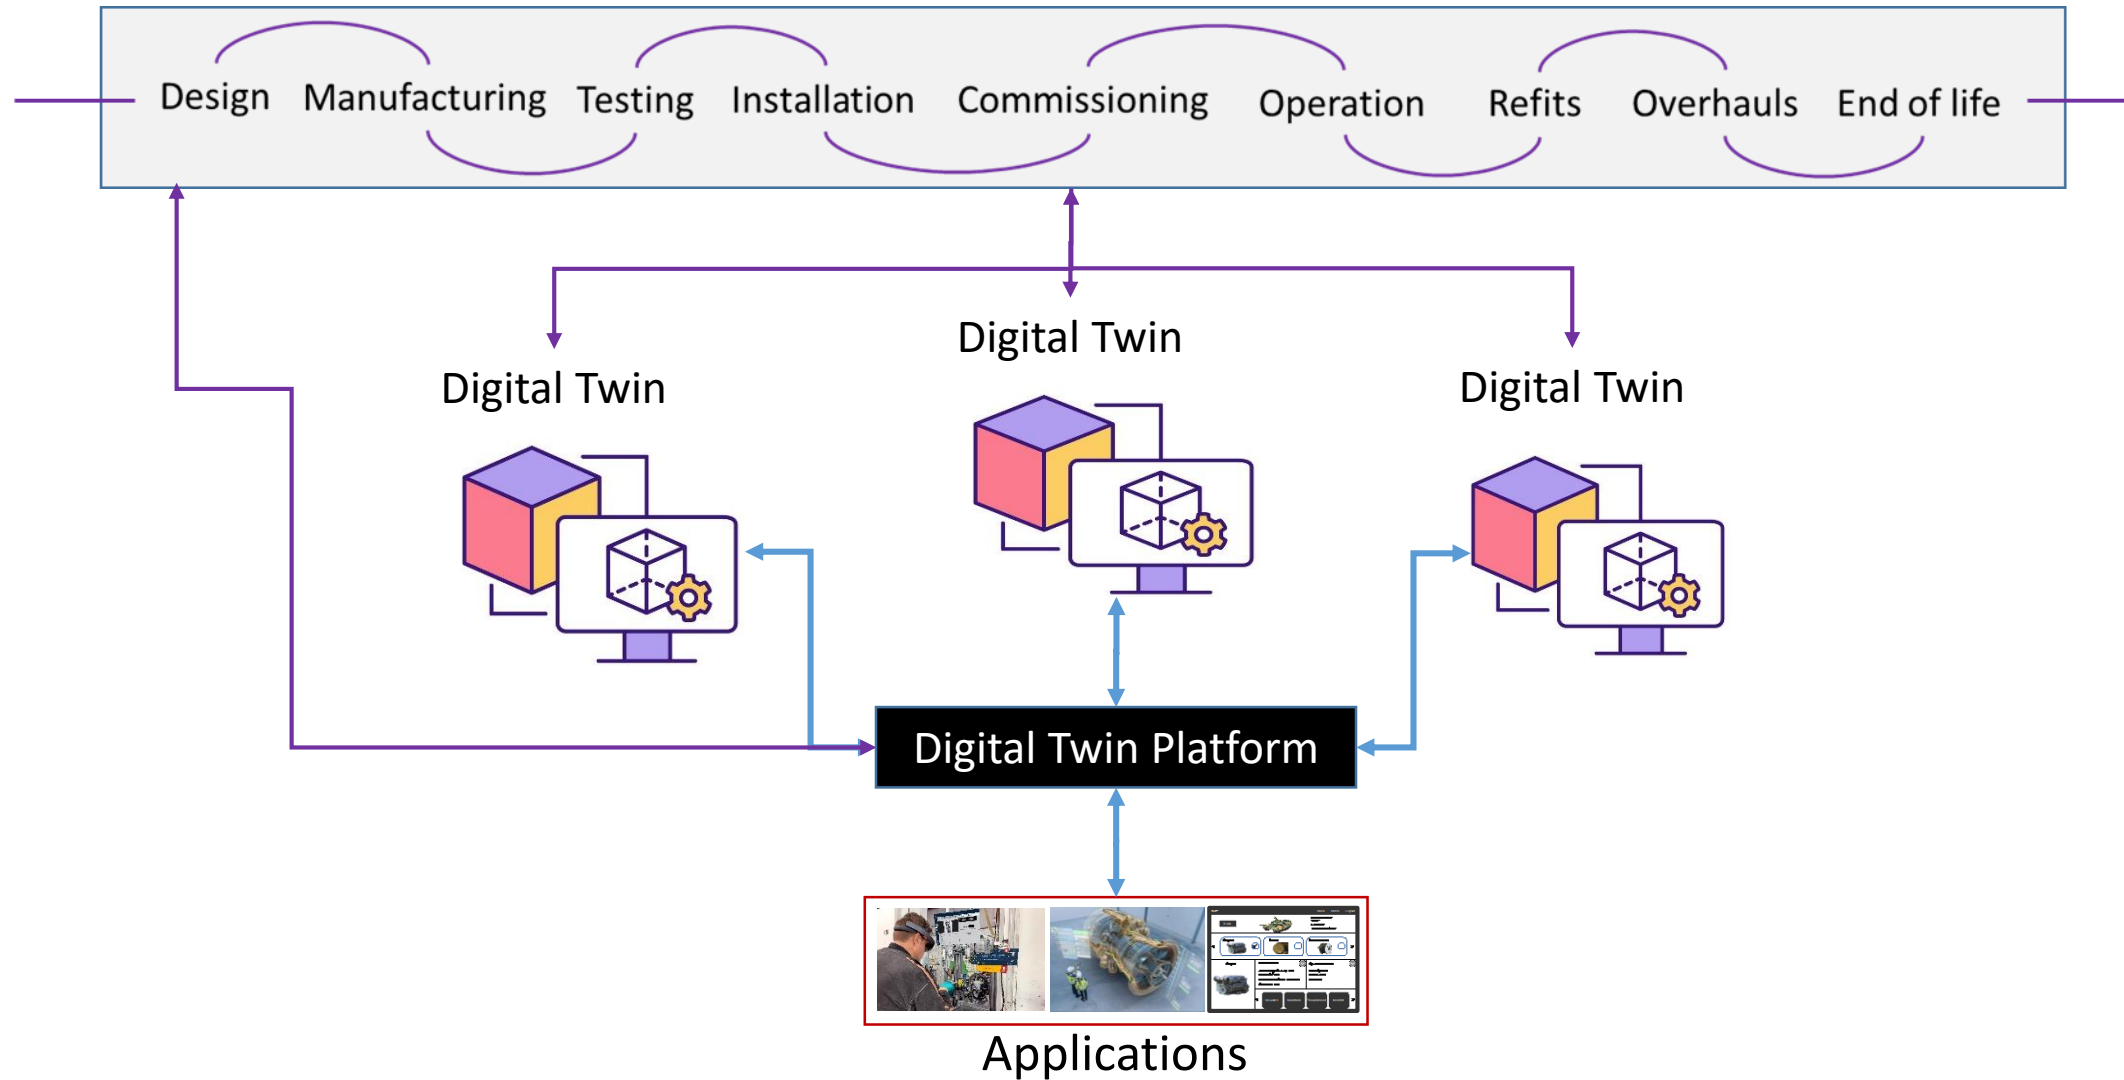 Design Manufacturing Testing Installation Commissioning Operation Refits Overhauls End of life
Digital Twin
Digital Twin
Digital Twin
Digital Twin Platform
Applications